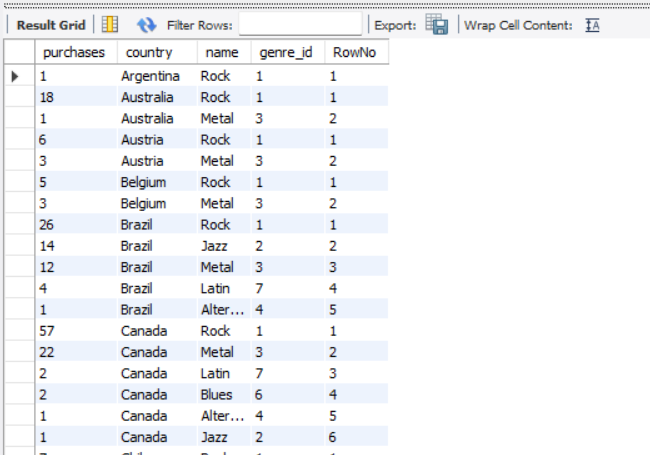 Result Grid Filter Rows: Export: Wrap Cell Content: IA
purchases country name genre_id RowNo
1 Argentina Rock 1 1
18 Australia Rock 1 1
1 Australia Metal 3 2
6 Austria Rock 1 1
3 Austria Metal 3 2
5 Belgium Rock 1 1
3 Belgium Metal 3 2
26 Brazil Rock 1 1
14 Brazil Jazz 2 2
12 Brazil Metal 3 3
4 Brazil Latin 7 4
1 Brazil Alter... 4 5
57 Canada Rock 1 1
22 Canada Metal 3 2
2 Canada Latin 7 3
2 Canada Blues 6 4
1 Canada Alter... 4 5
1 Canada Jazz 2 6